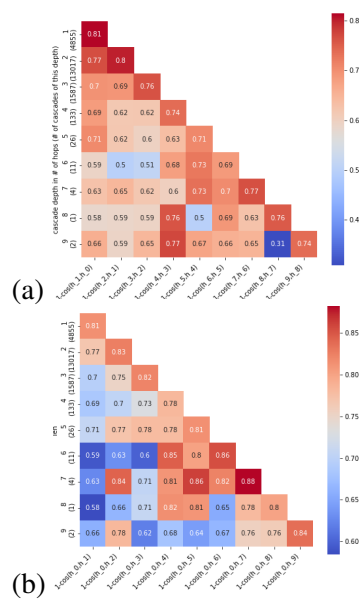 cascade depth in # of hops (# of cascades of this depth)
1
(4855)
0.81
2
(13017)
0.77 0.8
3
(1587)
0.7 0.69 0.76
4
(133)
0.69 0.62 0.62 0.74
5
(26)
0.71 0.62 0.6 0.63 0.71
6
(11)
0.59 0.5 0.51 0.68 0.73 0.69
7
(4)
0.63 0.65 0.62 0.6 0.73 0.7 0.77
8
(1)
0.58 0.59 0.59 0.76 0.5 0.69 0.63 0.76
9
(2)
0.66 0.59 0.65 0.77 0.67 0.66 0.65 0.31 0.74
1-cos(h_1,h_0) 1-cos(h_2,h_1) 1-cos(h_3,h_2) 1-cos(h_4,h_3) 1-cos(h_5,h_4) 1-cos(h_6,h_5) 1-cos(h_7,h_6) 1-cos(h_8,h_7) 1-cos(h_9,h_8)
0.8
0.7
0.6
0.5
0.4
(a)
1
(4855)
0.81
2
(13017)
0.77 0.83
3
(1587)
0.7 0.75 0.82
4
(133)
0.69 0.7 0.73 0.78
5
(26)
0.71 0.77 0.78 0.78 0.81
6
(11)
0.59 0.63 0.6 0.85 0.8 0.86
7
(4)
0.63 0.84 0.71 0.81 0.86 0.82 0.88
8
(1)
0.58 0.66 0.71 0.82 0.81 0.65 0.78 0.8
9
(2)
0.66 0.78 0.62 0.68 0.64 0.67 0.76 0.76 0.84
1-cos(h_0,h_1) 1-cos(h_0,h_2) 1-cos(h_0,h_3) 1-cos(h_0,h_4) 1-cos(h_0,h_5) 1-cos(h_0,h_6) 1-cos(h_0,h_7) 1-cos(h_0,h_8) 1-cos(h_0,h_9)
0.85
0.80
0.75
0.70
0.65
0.60
(b)